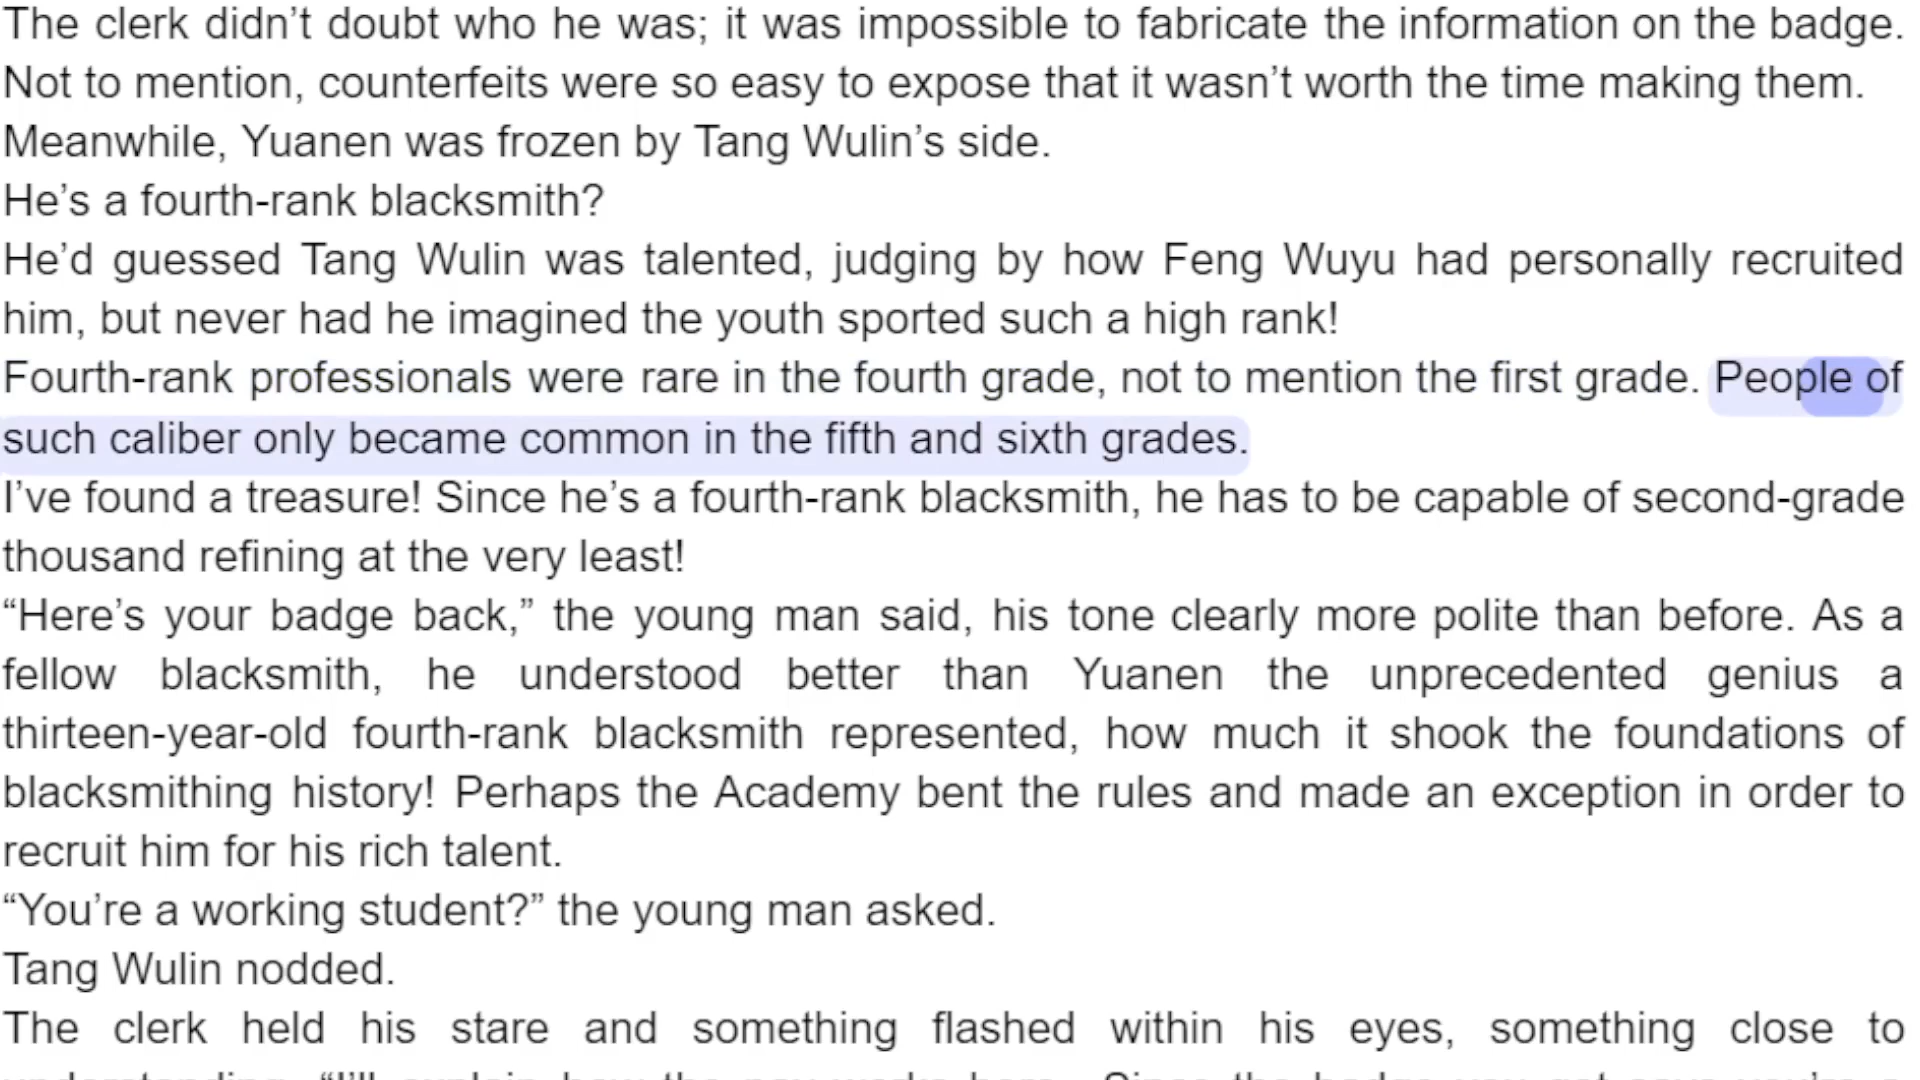 The clerk didn’t doubt who he was; it was impossible to fabricate the information on the badge.
Not to mention, counterfeits were so easy to expose that it wasn’t worth the time making them.
Meanwhile, Yuanen was frozen by Tang Wulin’s side.
He’s a fourth-rank blacksmith?
He’d guessed Tang Wulin was talented, judging by how Feng Wuyu had personally recruited
him, but never had he imagined the youth sported such a high rank!
Fourth-rank professionals were rare in the fourth grade, not to mention the first grade. People of
such caliber only became common in the fifth and sixth grades.
I’ve found a treasure! Since he’s a fourth-rank blacksmith, he has to be capable of second-grade
thousand refining at the very least!
“Here’s your badge back,” the young man said, his tone clearly more polite than before. As a
fellow blacksmith, he understood better than Yuanen the unprecedented genius a
thirteen-year-old fourth-rank blacksmith represented, how much it shook the foundations of
blacksmithing history! Perhaps the Academy bent the rules and made an exception in order to
recruit him for his rich talent.
“You’re a working student?” the young man asked.
Tang Wulin nodded.
The clerk held his stare and something flashed within his eyes, something close to